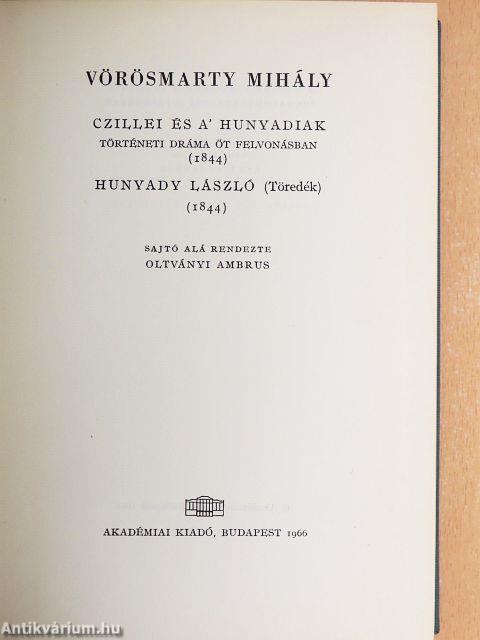 VÖRÖSMARTY MIHÁLY
CZILLEI ÉS A' HUNYADIAK
TÖRTÉNETI DRÁMA ÖT FELVONÁSBAN
(1844)
HUNYADY LÁSZLÓ (Töredék)
(1844)
SAJTÓ ALÁ RENDEZTE
OLTVÁNYI AMBRUS
AKADÉMIAI KIADÓ, BUDAPEST 1966
Antikvárium.hu